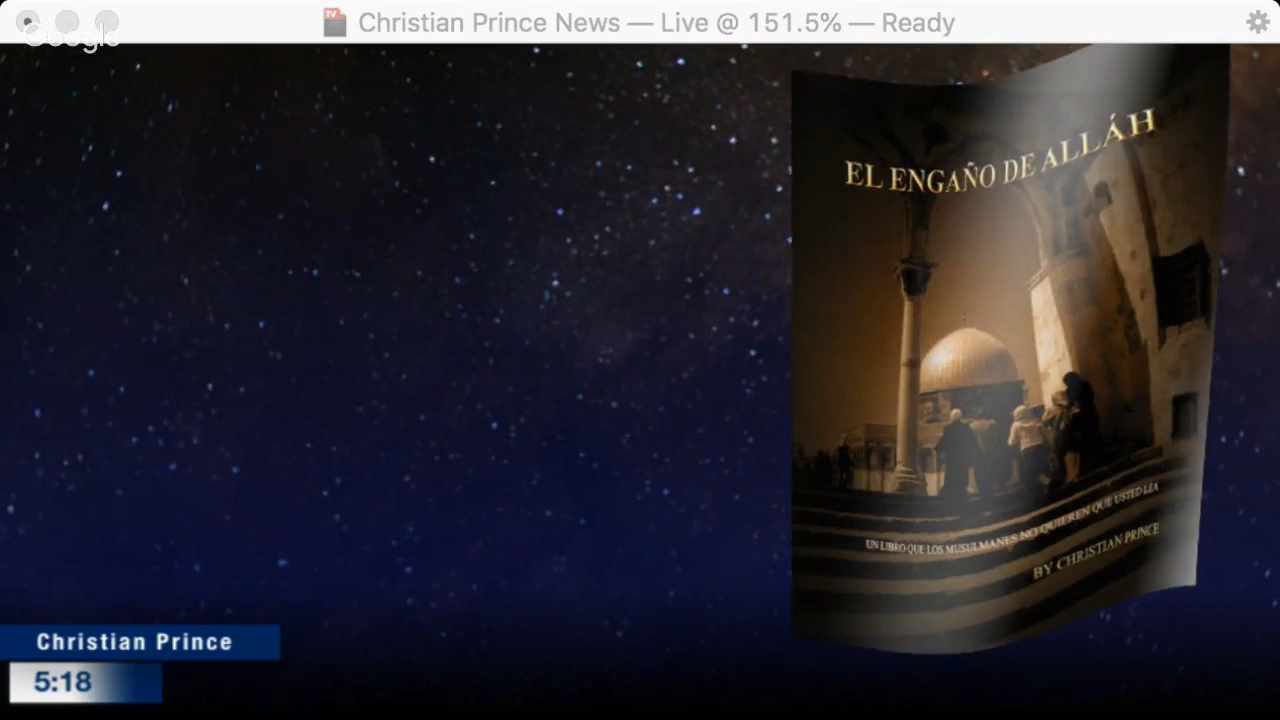 Christian Prince News — Live @ 151.5% — Ready
Google
EL ENGAÑO DE ALLÁH
UN LIBRO QUE LOS MUSULMANES NO QUIEREN QUE USTED LEA
BY CHRISTIAN PRINCE
Christian Prince
5:18